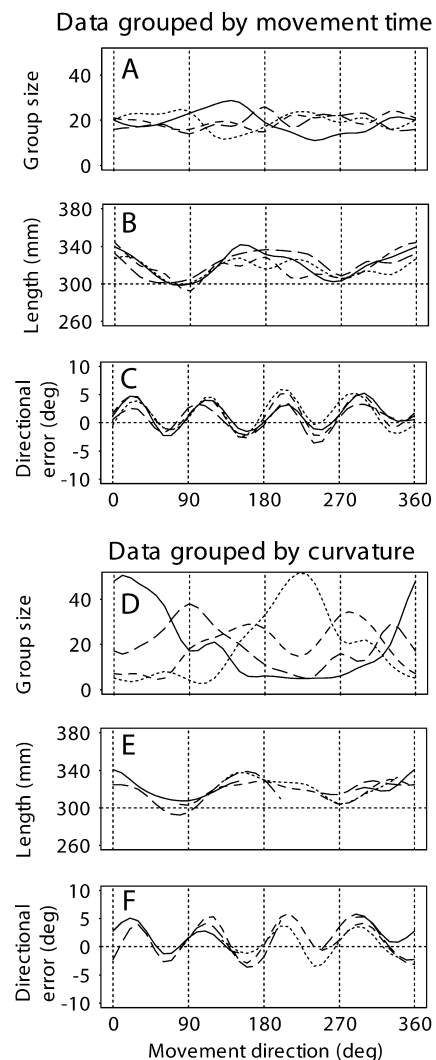 Data grouped by movement time
A
Group size
40
20
0
B
Length (mm)
380
340
300
260
C
Directional
error (deg)
10
5
0
-5
-10
0 90 180 270 360
Data grouped by curvature
D
Group size
40
20
0
E
Length (mm)
380
340
300
260
F
Directional
error (deg)
10
5
0
-5
-10
0 90 180 270 360
Movement direction (deg)